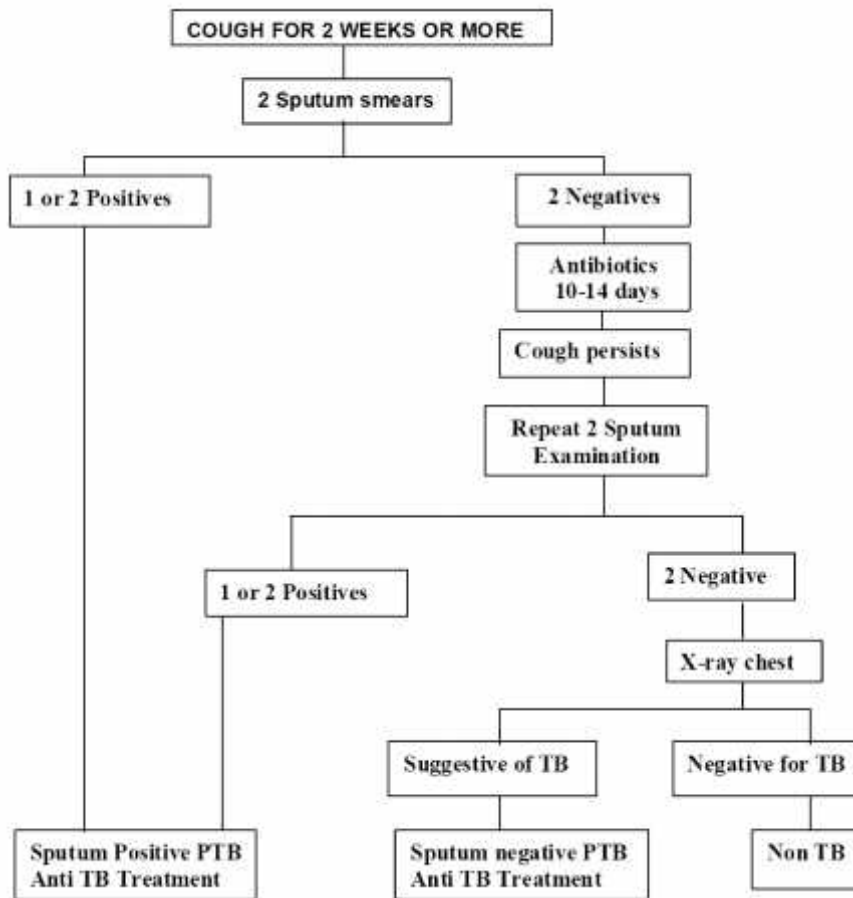 COUGH FOR 2 WEEKS OR MORE
2 Sputum smears
1 or 2 Positives
2 Negatives
Antibiotics
10-14 days
Cough persists
Repeat 2 Sputum
Examination
1 or 2 Positives
2 Negative
X-ray chest
Suggestive of TB
Negative for TB
Sputum Positive PTB
Anti TB Treatment
Sputum negative PTB
Anti TB Treatment
Non TB